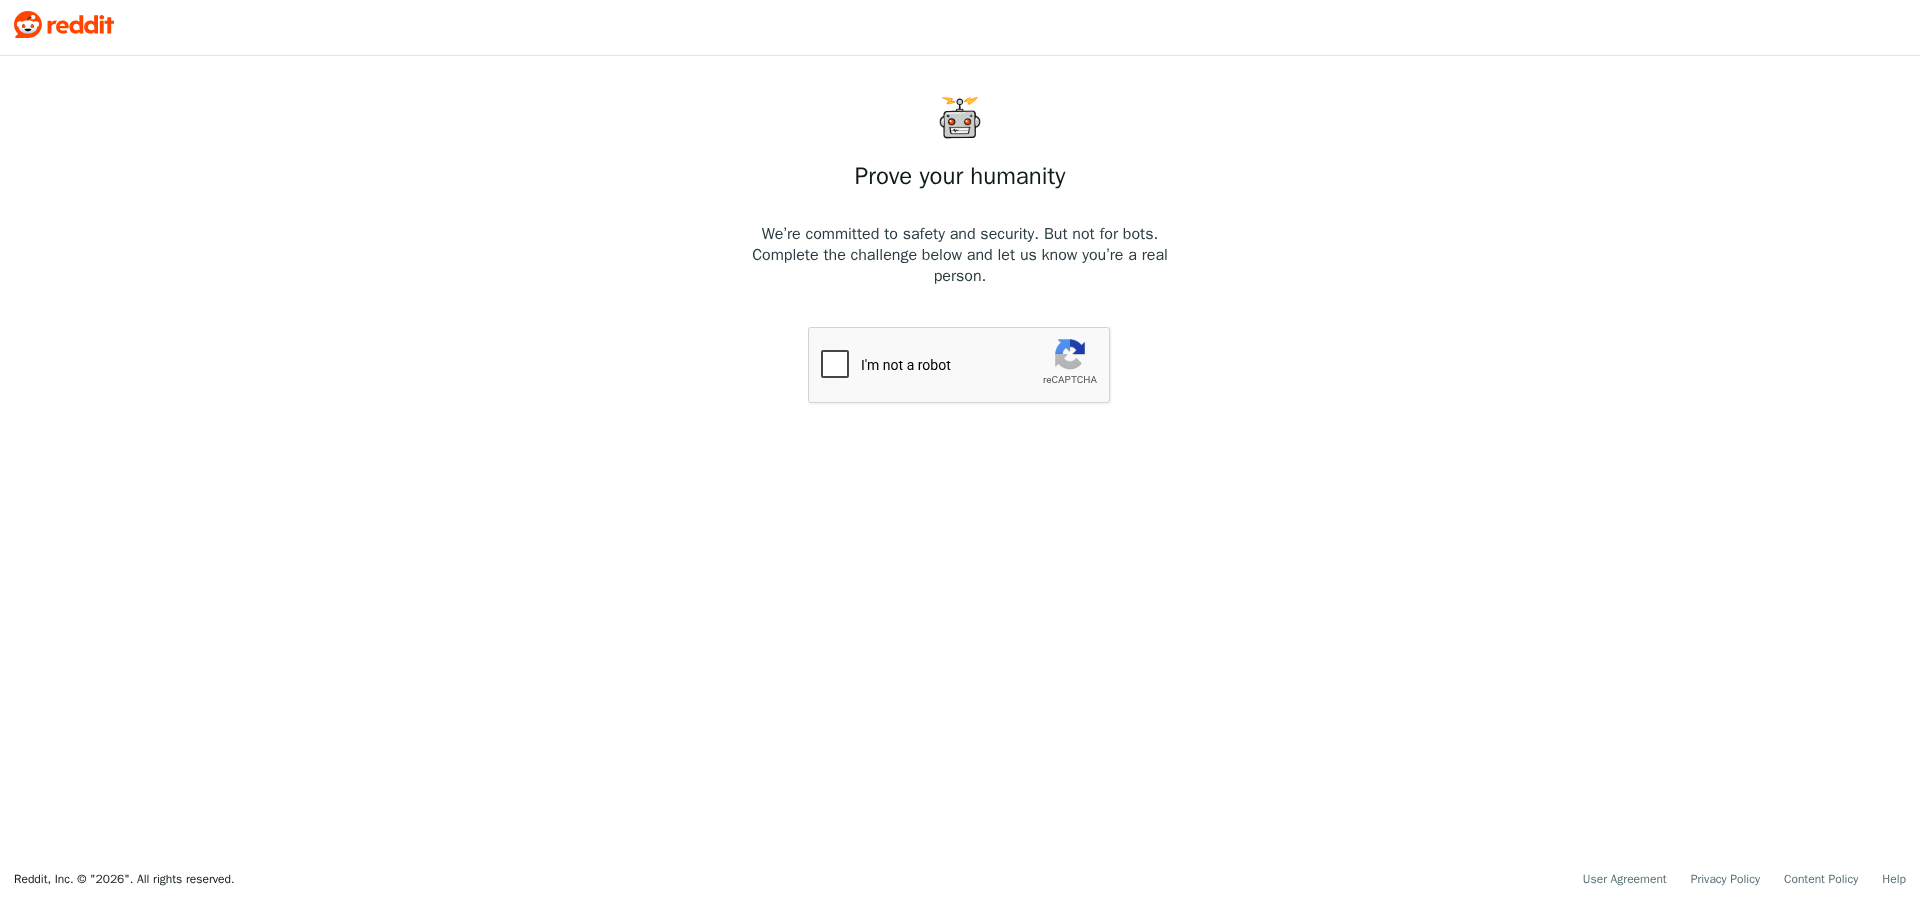 reddit
Prove your humanity
We’re committed to safety and security. But not for bots.
Complete the challenge below and let us know you’re a real
person.
I'm not a robot
reCAPTCHA
Reddit, Inc. © "2026". All rights reserved.
User Agreement Privacy Policy Content Policy Help